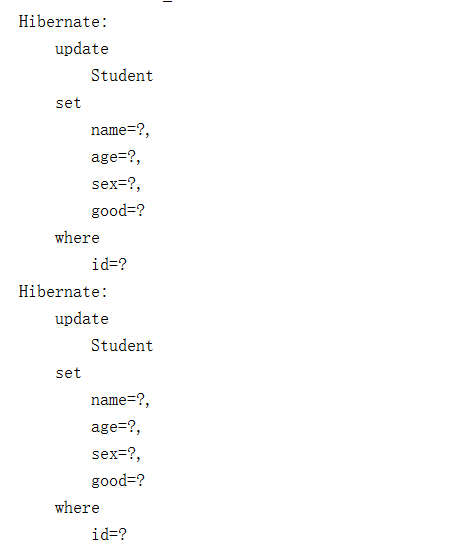 Hibernate:
    update
        Student
    set
        name=?,
        age=?,
        sex=?,
        good=?
    where
        id=?
Hibernate:
    update
        Student
    set
        name=?,
        age=?,
        sex=?,
        good=?
    where
        id=?